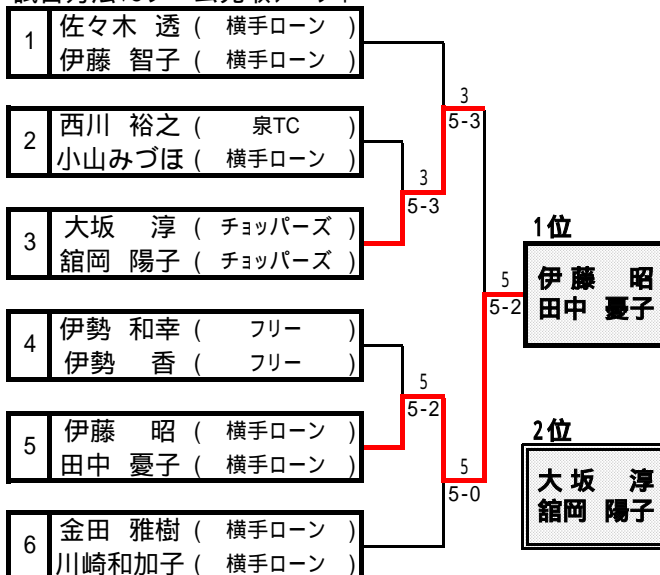 1
佐々木 透 ( 横手ローン )
伊藤 智子 ( 横手ローン )
2
西川 裕之 ( 泉TC )
小山みづほ ( 横手ローン )
3
大坂 淳 ( チョッパーズ )
舘岡 陽子 ( チョッパーズ )
4
伊勢 和幸 ( フリー )
伊勢 香 ( フリー )
5
伊藤 昭 ( 横手ローン )
田中 憂子 ( 横手ローン )
6
金田 雅樹 ( 横手ローン )
川崎和加子 ( 横手ローン )
3
5-3
3
5-3
5
5-2
5
5-0
5
5-2
1位
伊藤 昭
田中 憂子
2位
大坂 淳
舘岡 陽子